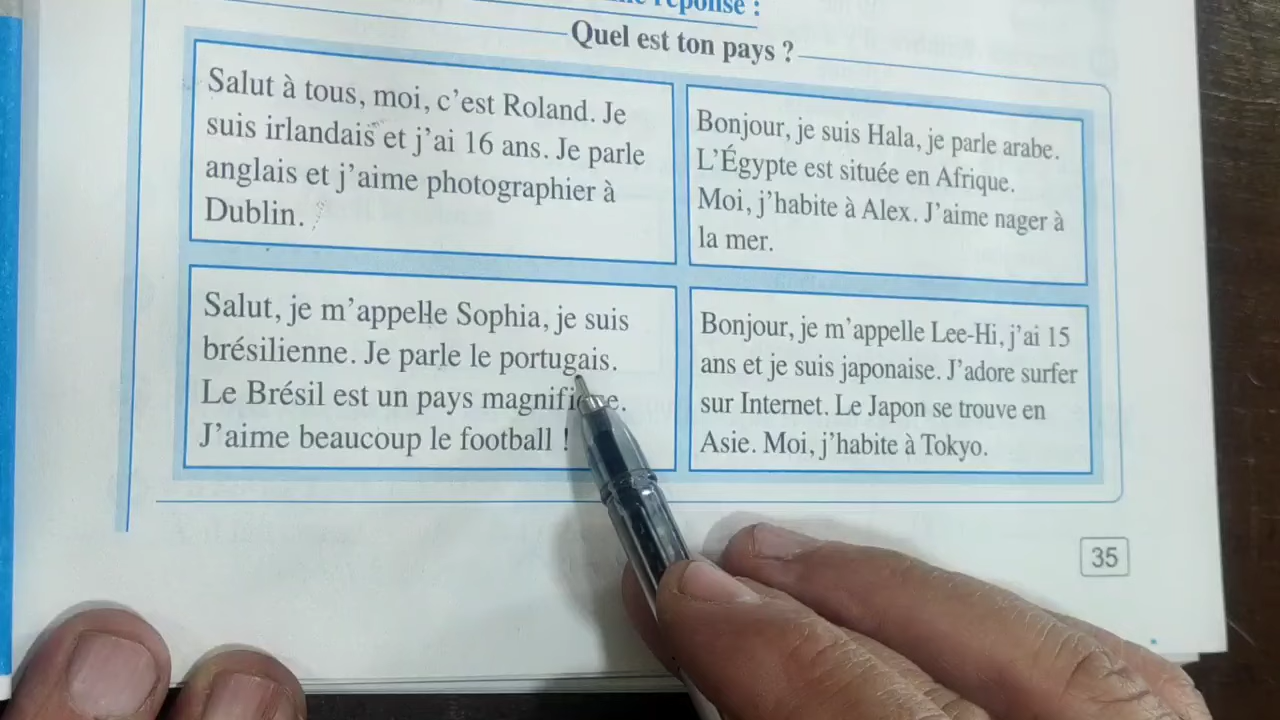 réponse :
Quel est ton pays ?
Salut à tous, moi, c'est Roland. Je
suis irlandais et j'ai 16 ans. Je parle
anglais et j'aime photographier à
Dublin.
Bonjour, je suis Hala, je parle arabe.
L'Égypte est située en Afrique.
Moi, j'habite à Alex. J'aime nager à
la mer.
Salut, je m'appelle Sophia, je suis
brésilienne. Je parle le portugais.
Le Brésil est un pays magnifique.
J'aime beaucoup le football !
Bonjour, je m'appelle Lee-Hi, j'ai 15
ans et je suis japonaise. J'adore surfer
sur Internet. Le Japon se trouve en
Asie. Moi, j'habite à Tokyo.
35